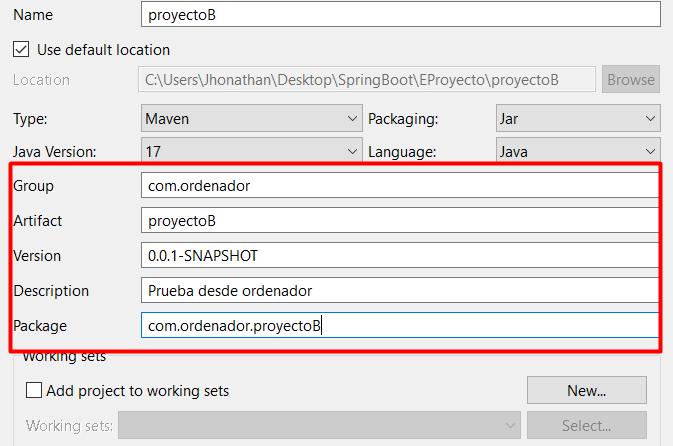 Name proyectoB
Use default location
Location C:\Users\Jhonathan\Desktop\SpringBoot\EProyecto\proyectoB Browse
Type: Maven Packaging: Jar
Java Version: 17 Language: Java
Group com.ordenador
Artifact proyectoB
Version 0.0.1-SNAPSHOT
Description Prueba desde ordenador
Package com.ordenador.proyectoB
Working sets
Add project to working sets New...
Working sets: Select...